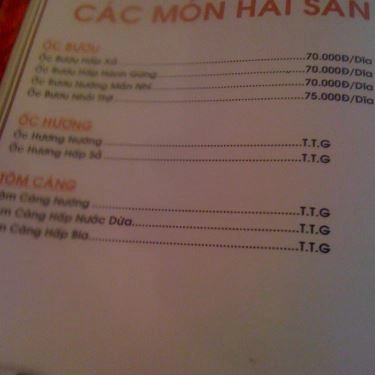 CÁC MÓN HẢI SẢN
ỐC BƯƠU
Ốc Bươu Hấp Xả 70.000Đ/Dĩa
Ốc Bươu Hấp Hành Gừng 70.000Đ/Dĩa
Ốc Bươu Nướng Mắn Nhỉ 70.000Đ/Dĩa
Ốc Bươu Nhồi Thịt 75.000Đ/Dĩa
ỐC HƯƠNG
Ốc Hương Nướng T.T.G
Ốc Hương Hấp Sả T.T.G
TÔM CÀNG
Tôm Càng Nướng T.T.G
Tôm Càng Hấp Nước Dừa T.T.G
Tôm Càng Hấp Bia T.T.G